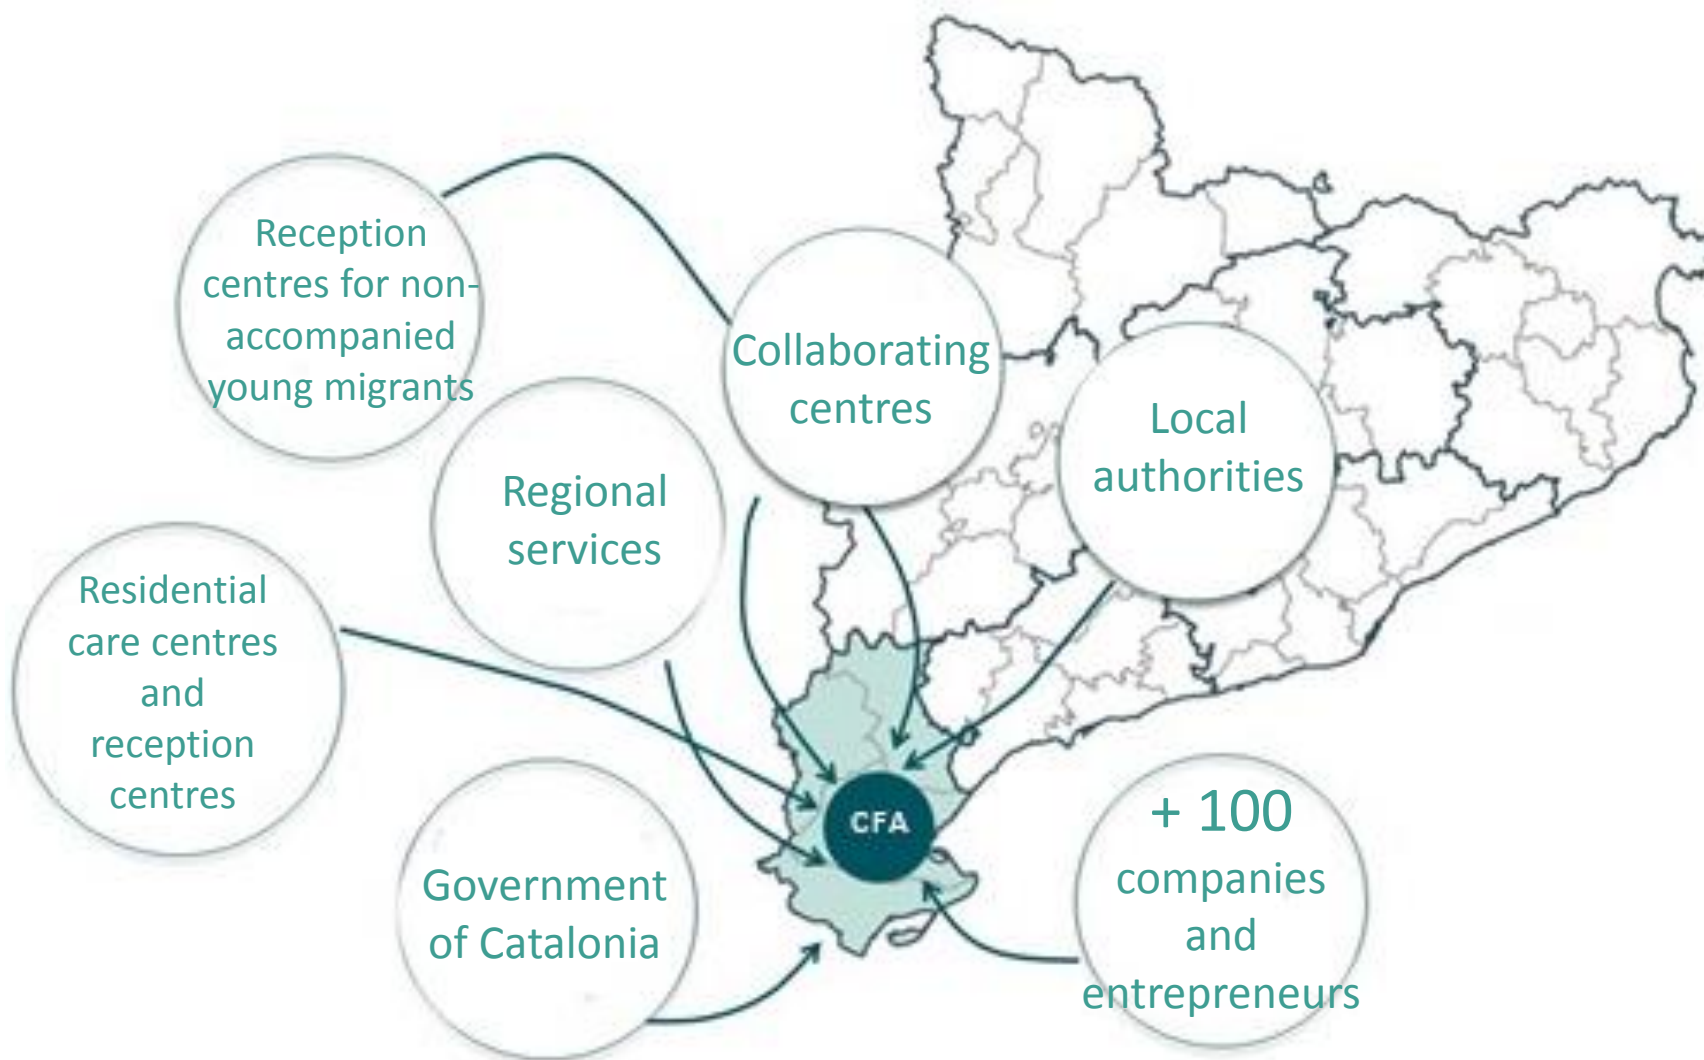 Reception
centres for non-
accompanied
young migrants
Collaborating
centres
Local
authorities
Regional
services
Residential
care centres
and
reception
centres
CFA
+ 100
companies
and
entrepreneurs
Government
of Catalonia